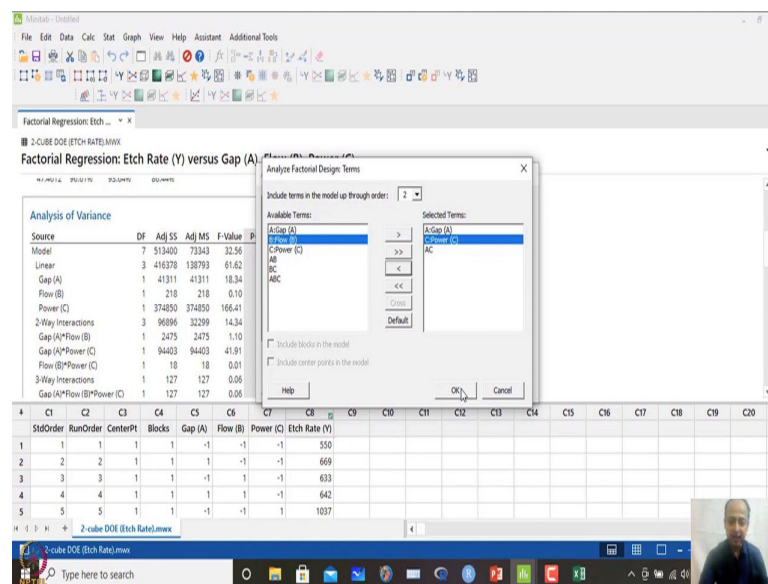 Minitab - Untitled
File Edit Data Calc Stat Graph View Help Assistant Additional Tools
Factorial Regression: Etch ...
2-CUBE DOE (ETCH RATE).MWX
Factorial Regression: Etch Rate (Y) versus Gap (A),
Analysis of Variance
Source DF Adj SS Adj MS F-Value P-
Model 7 513400 73343 32.56
Linear 3 416378 138793 61.62
Gap (A) 1 41311 41311 18.34
Flow (B) 1 218 218 0.10
Power (C) 1 374850 374850 166.41
2-Way Interactions 3 96896 32299 14.34
Gap (A)*Flow (B) 1 2475 2475 1.10
Gap (A)*Power (C) 1 94403 94403 41.91
Flow (B)*Power (C) 1 18 18 0.01
3-Way Interactions 1 127 127 0.06
Gap (A)*Flow (B)*Power (C) 1 127 127 0.06
Analyze Factorial Design: Terms
Include terms in the model up through order: 2
Available Terms: Selected Terms:
A:Gap (A) A:Gap (A)
B:Flow (B) C:Power (C)
C:Power (C) AC
AB
BC
ABC
>
>>
<
<<
Cross
Default
Include blocks in the model
Include center points in the model
Help OK Cancel
C1 C2 C3 C4 C5 C6 C7 C8 C9 C10 C11 C12 C13 C14 C15 C16 C17 C18 C19 C20
StdOrder RunOrder CenterPt Blocks Gap (A) Flow (B) Power (C) Etch Rate (Y)
1 1 1 1 1 -1 -1 -1 550
2 2 2 1 1 1 -1 -1 669
3 3 3 1 1 -1 1 -1 633
4 4 4 1 1 1 1 -1 642
5 5 5 1 1 -1 -1 1 1037
2-cube DOE (Etch Rate).mwx
2-cube DOE (Etch Rate).mwx
Type here to search
NPTEL